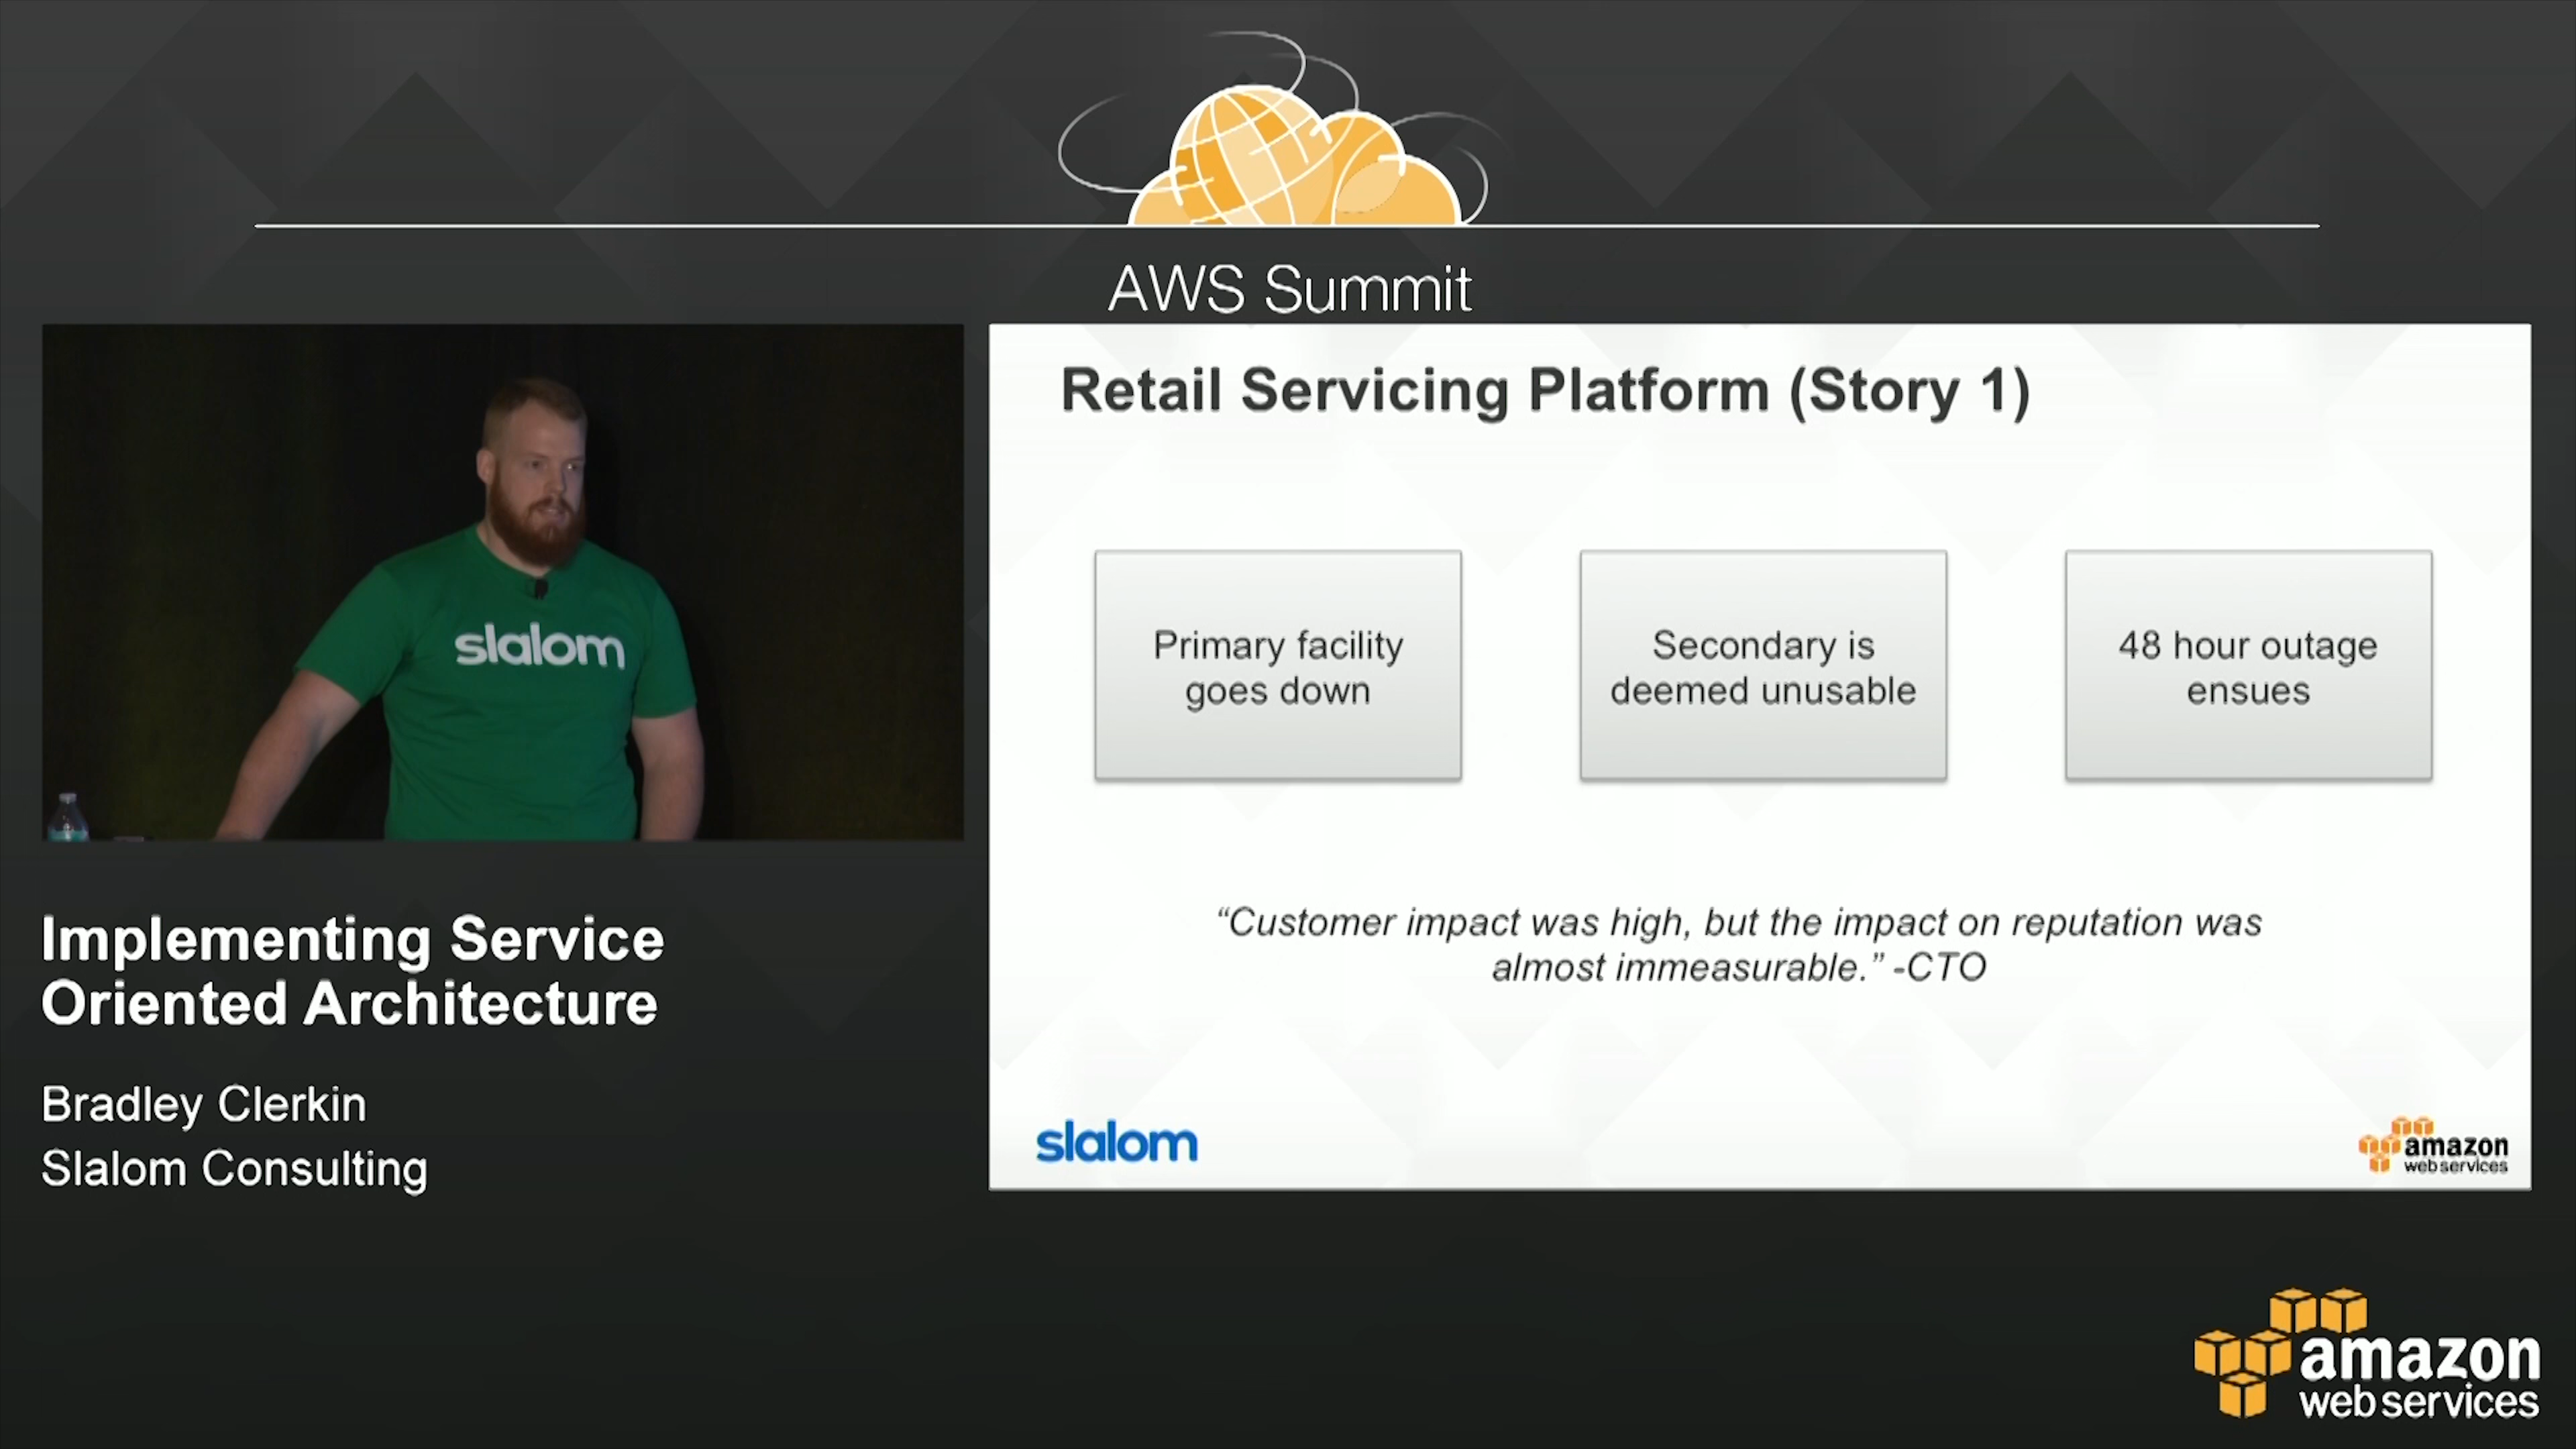 AWS Summit
slalom
Implementing Service
Oriented Architecture
Bradley Clerkin
Slalom Consulting
Retail Servicing Platform (Story 1)
Primary facility
goes down
Secondary is
deemed unusable
48 hour outage
ensues
“Customer impact was high, but the impact on reputation was
almost immeasurable.” -CTO
slalom
amazon
web services
amazon
web services